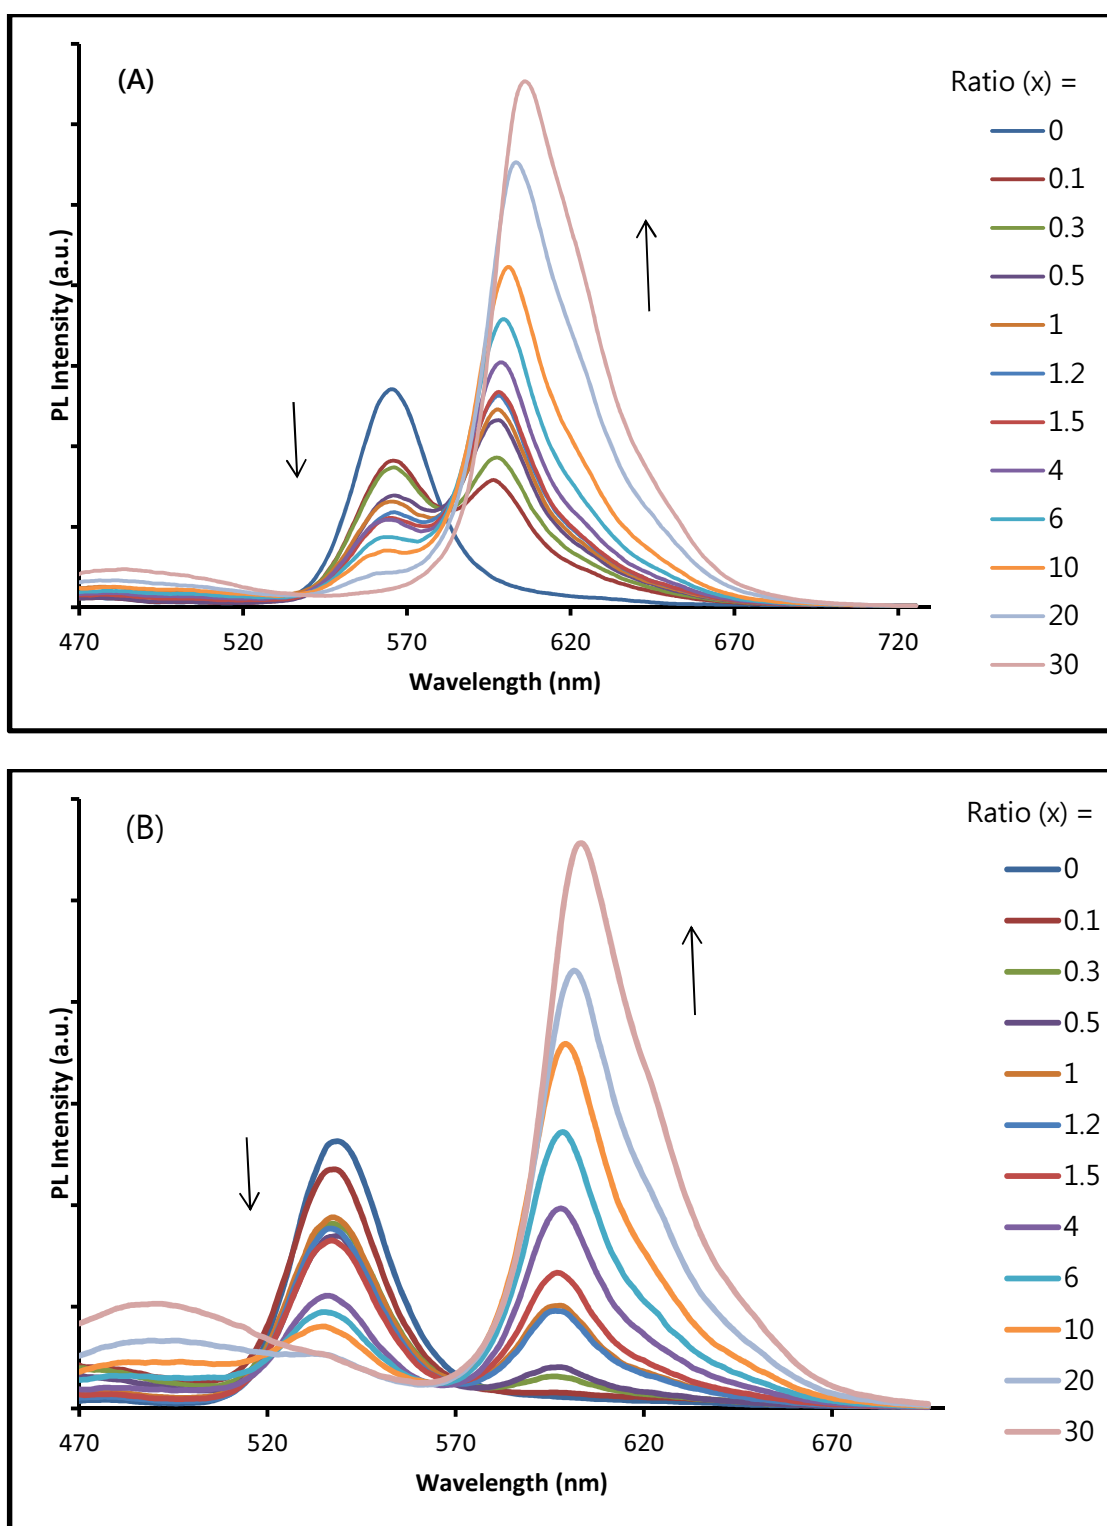 (A)
Ratio (x) =
0
0.1
0.3
0.5
1
1.2
1.5
4
6
10
20
30
PL Intensity (a.u.)
470 520 570 620 670 720
Wavelength (nm)
(B)
Ratio (x) =
0
0.1
0.3
0.5
1
1.2
1.5
4
6
10
20
30
PL Intensity (a.u.)
470 520 570 620 670
Wavelength (nm)